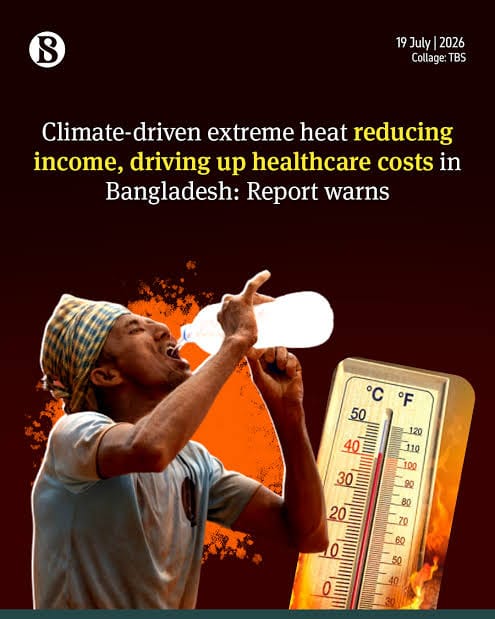 19 July | 2026
Collage: TBS
Climate-driven extreme heat reducing
income, driving up healthcare costs in
Bangladesh: Report warns
°C °F
50
120
110
40
100
90
30
80
70
20
60
50
10
40
0
30